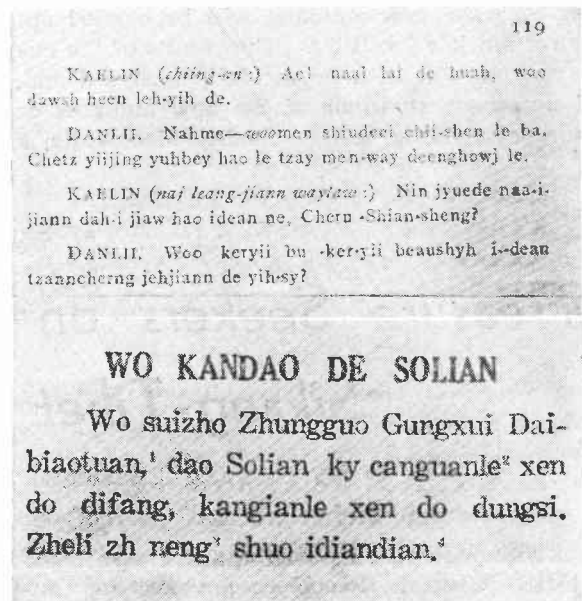 119
KAELIN (chiing-an:) Ae! naal lai de huah, woo
dawsh heen leh-yih de.
DANLII. Nahme—woomen shiudeei chii-shen le ba.
Chetz yiijing yuhbey hao le tzay men-way deenghowj le.
KAELIN (naj leang-jiann wayiaw:) Nin jyuede naa-i-
jiann dah-i jiaw hao idean ne, Chern -Shian-sheng?
DANLII. Woo keryii bu -ker-yii beaushyh i--dean
tzanncherng jehjiann de yih-sy?
WO KANDAO DE SOLIAN
Wo suizho Zhungguo Gungxui Dai-
biaotuan,¹ dao Solian ky canguanle² xen
do difang, kangianle xen do dungsi.
Zheli zh neng³ shuo idiandian.⁴